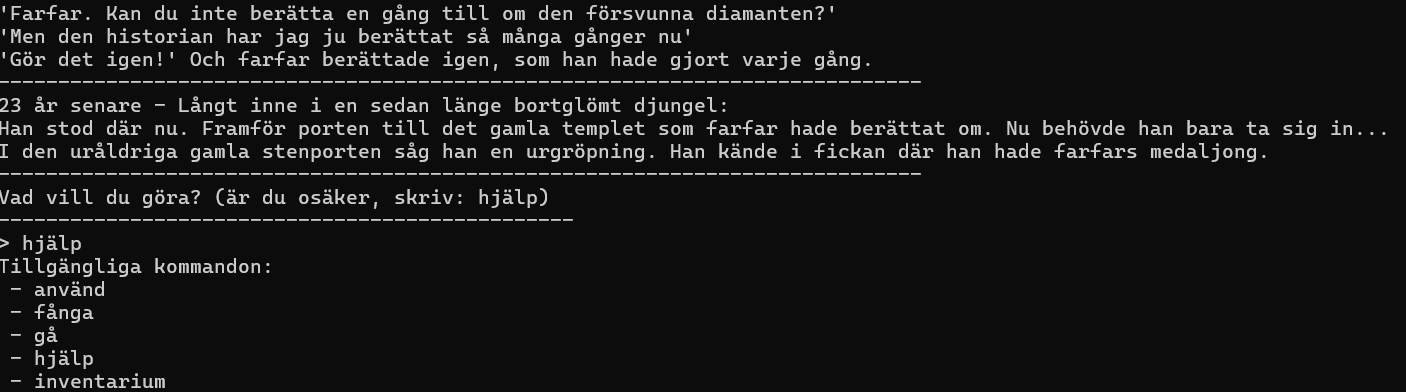 'Farfar. Kan du inte berätta en gång till om den försvunna diamanten?'
'Men den historian har jag ju berättat så många gånger nu'
'Gör det igen!' Och farfar berättade igen, som han hade gjort varje gång.
-----------------------------------------------------------------------------
23 år senare - Långt inne i en sedan länge bortglömt djungel:
Han stod där nu. Framför porten till det gamla templet som farfar hade berättat om. Nu behövde han bara ta sig in...
I den uråldriga gamla stenporten såg han en urgröpning. Han kände i fickan där han hade farfars medaljong.
-----------------------------------------------------------------------------
Vad vill du göra? (är du osäker, skriv: hjälp)
------------------------------------------------
> hjälp
Tillgängliga kommandon:
- använd
- fånga
- gå
- hjälp
- inventarium